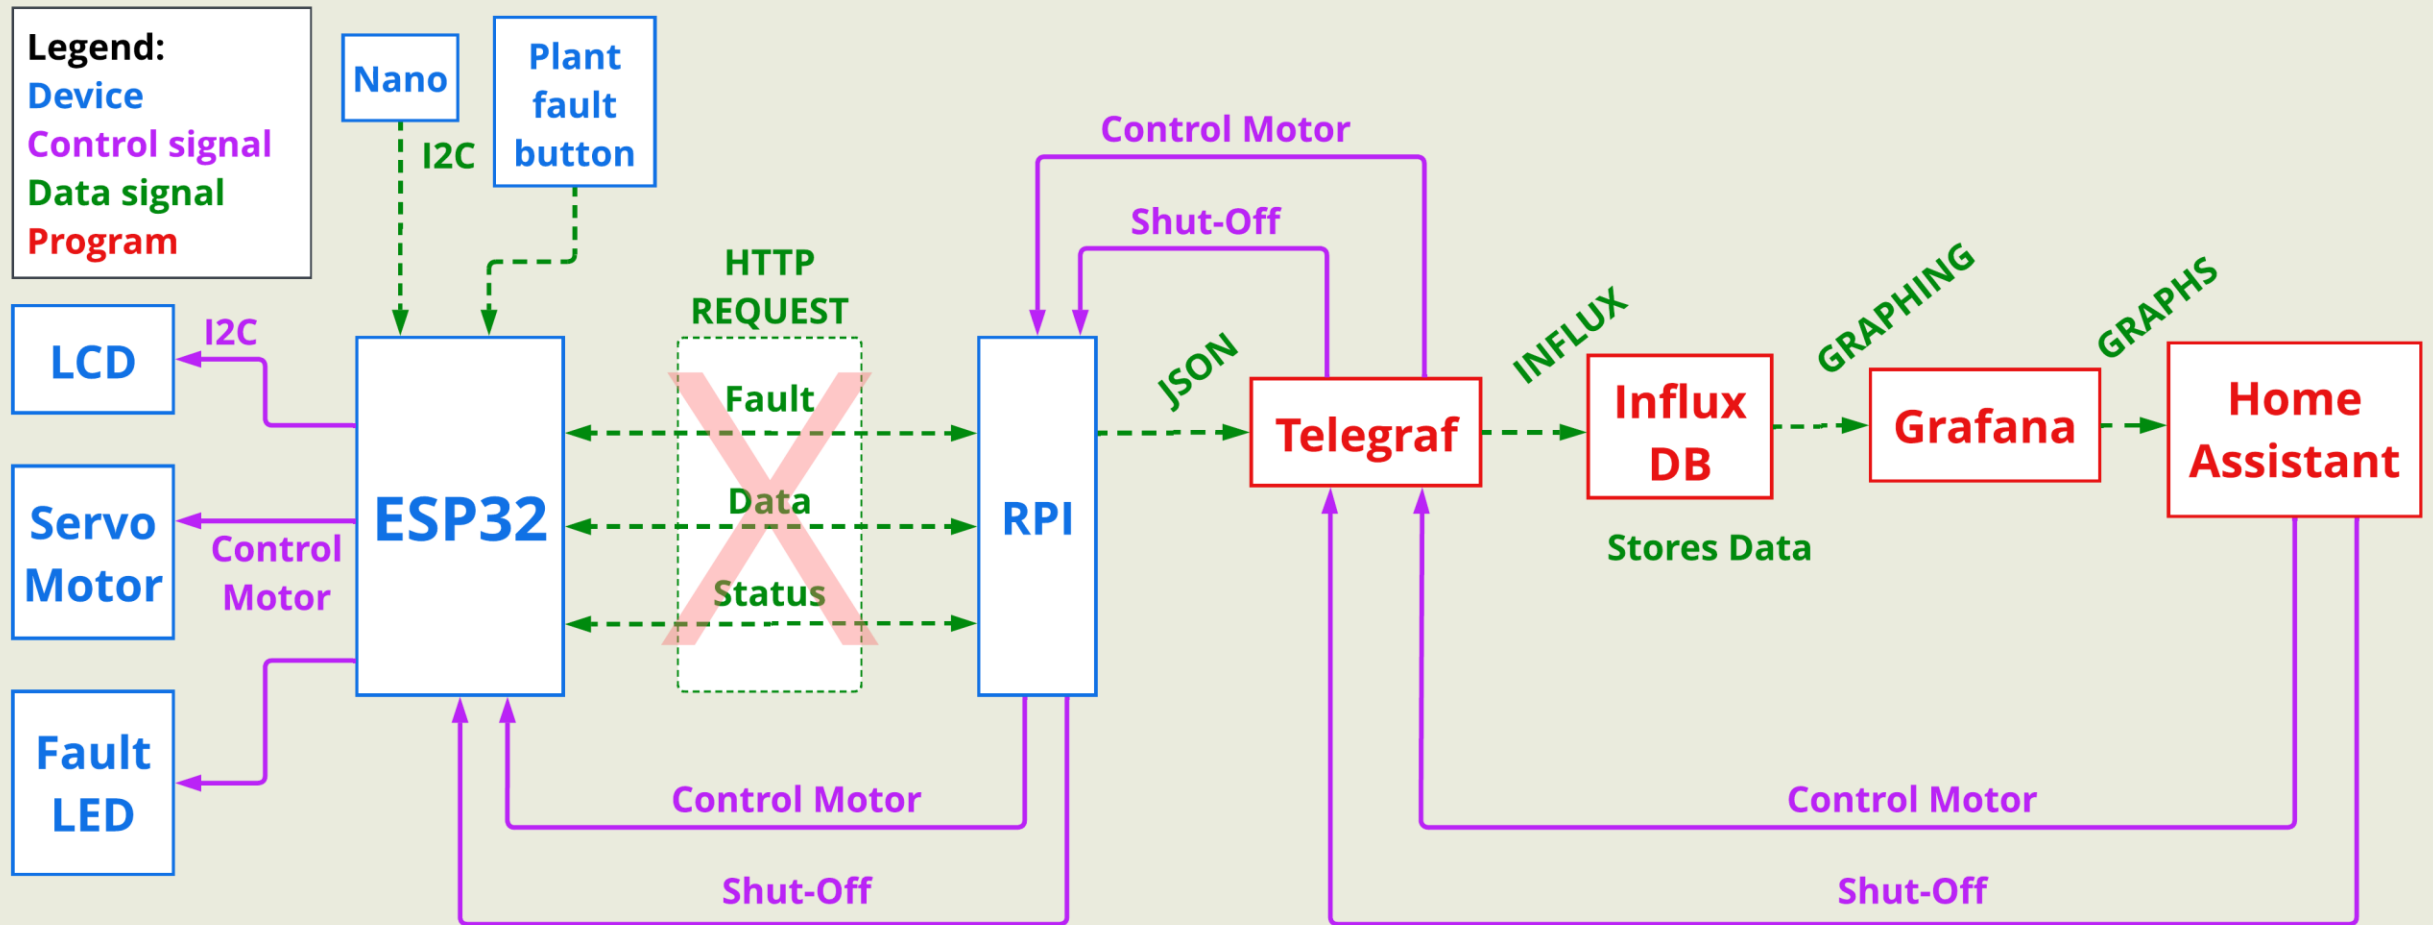 Legend:
Device
Control signal
Data signal
Program
Nano
I2C
Plant
fault
button
LCD
I2C
Servo
Motor
Control
Motor
Fault
LED
ESP32
HTTP
REQUEST
Fault
Data
Status
X
RPI
Control Motor
Shut-Off
Control Motor
Shut-Off
JSON
Telegraf
INFLUX
Influx
DB
Stores Data
GRAPHING
Grafana
GRAPHS
Home
Assistant
Control Motor
Shut-Off